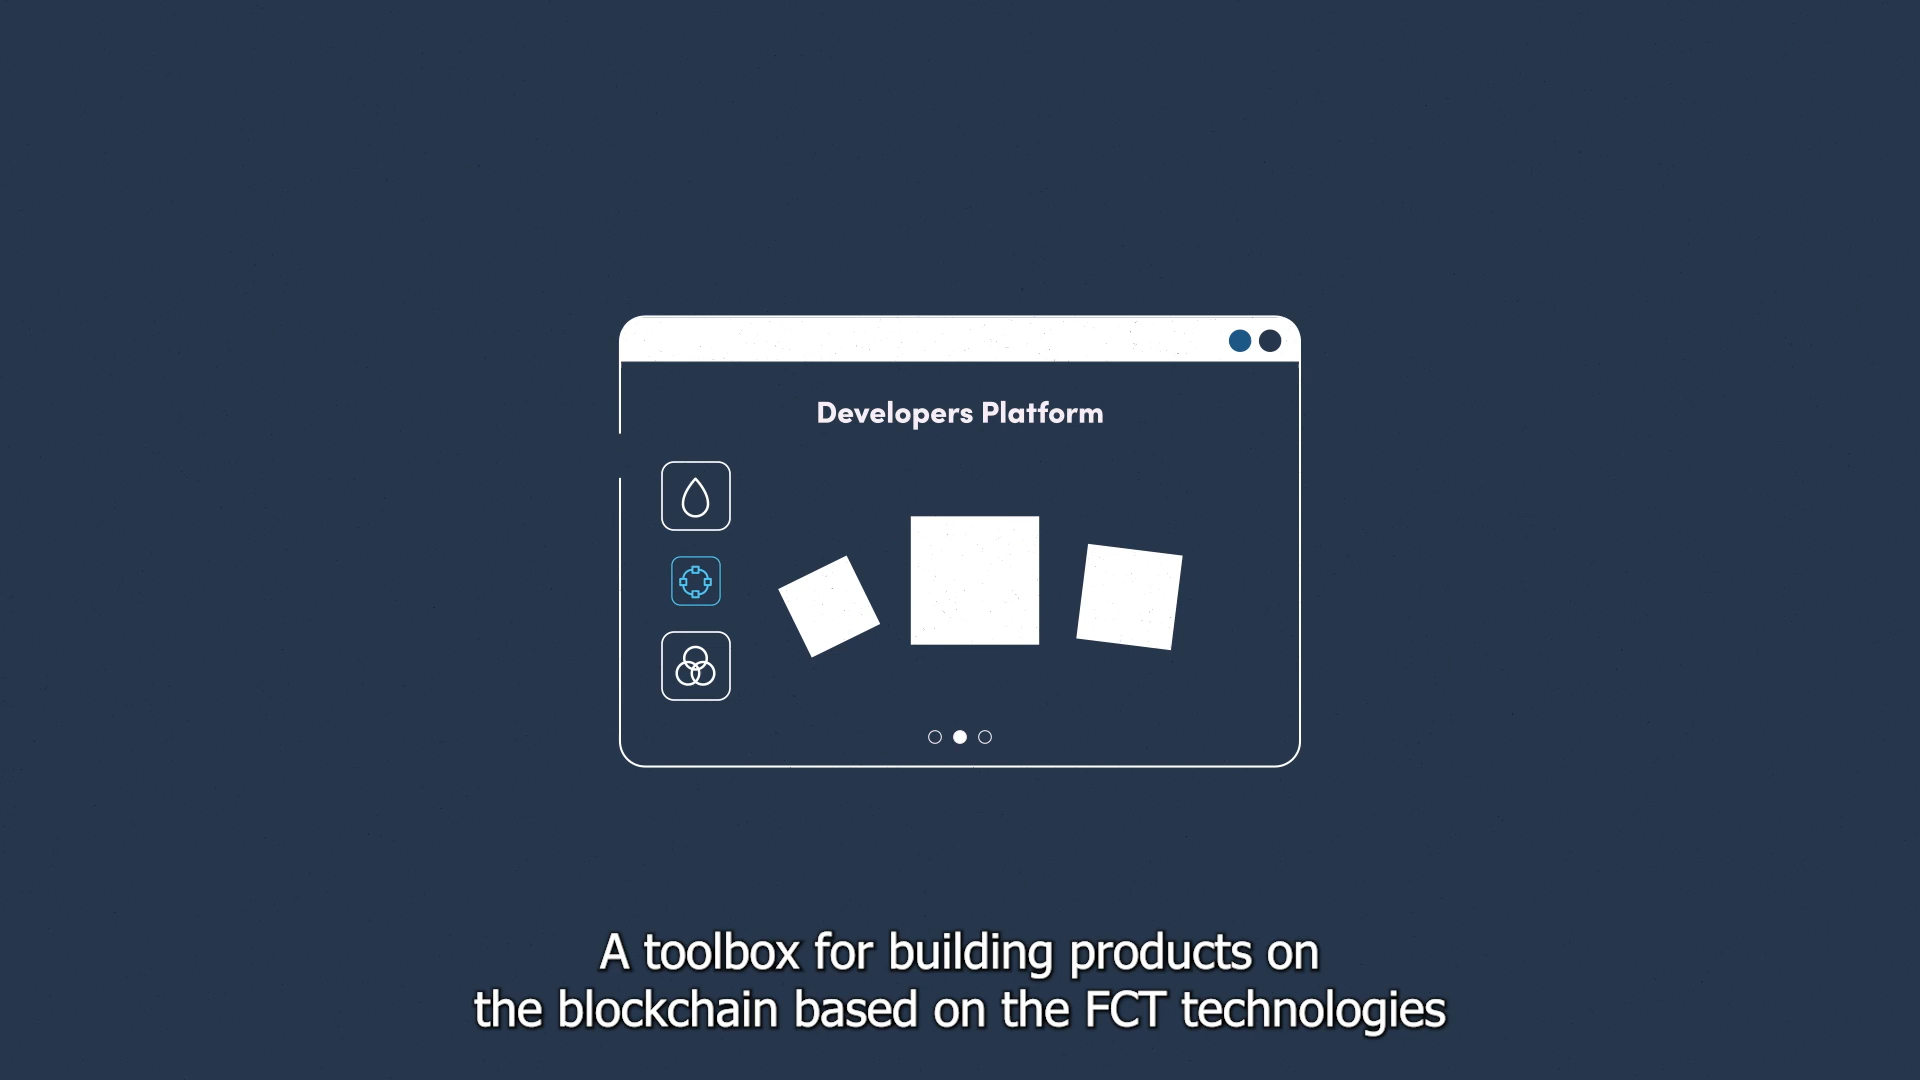 Developers Platform
A toolbox for building products on
the blockchain based on the FCT technologies